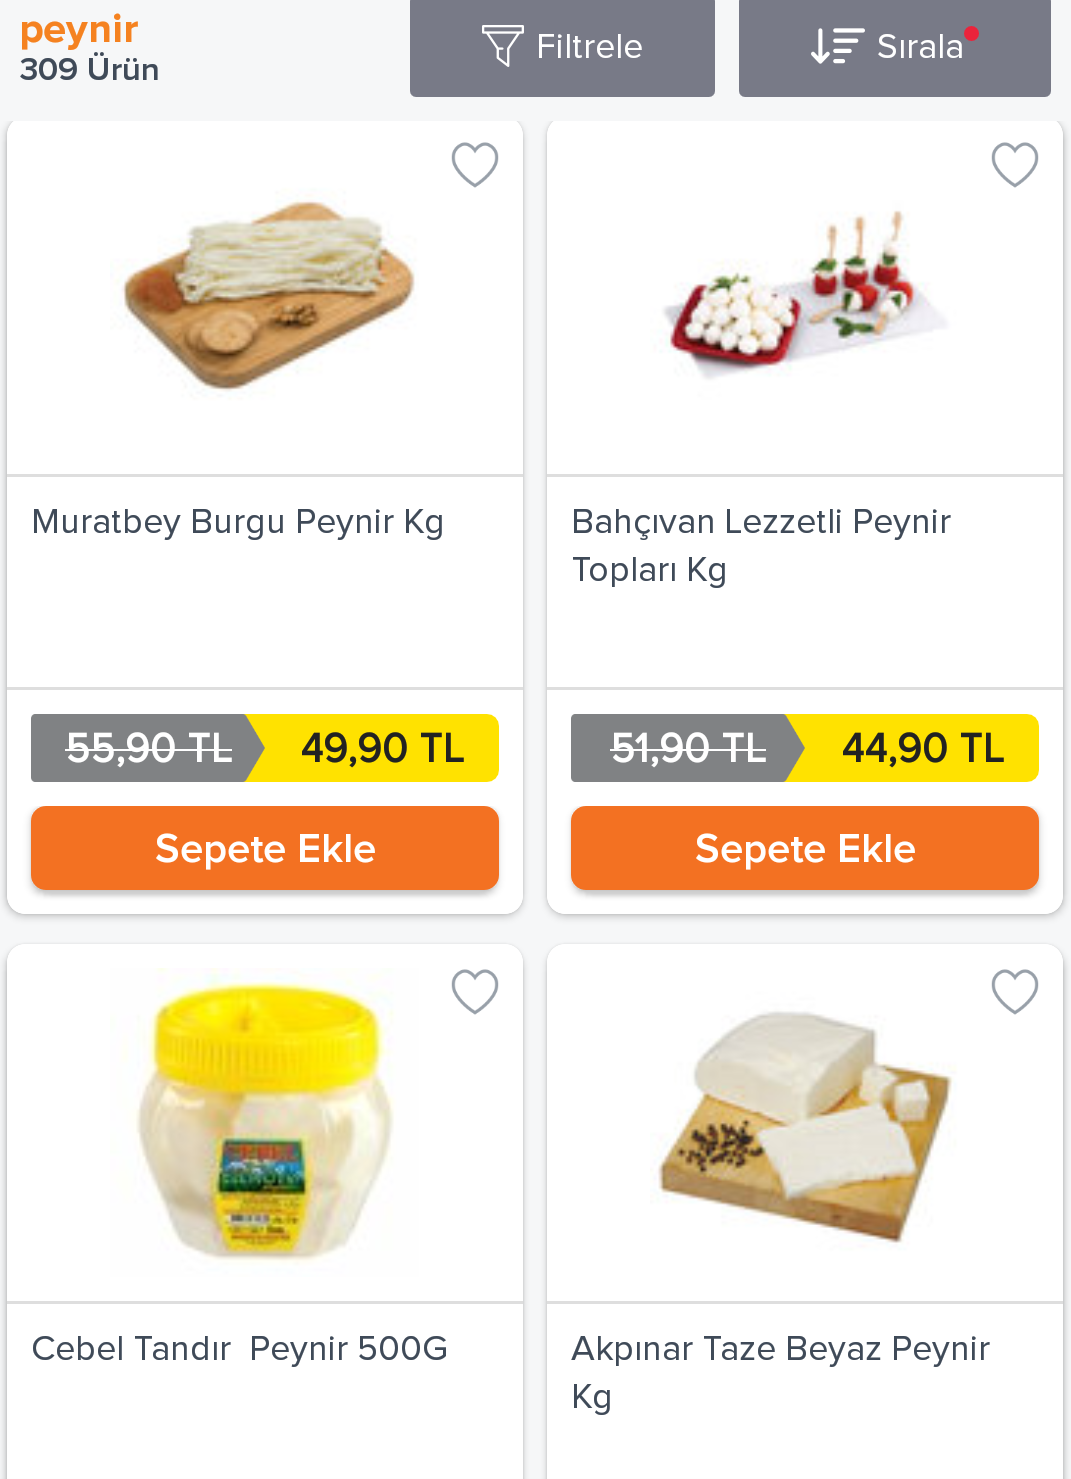 peynir
309 Ürün
Filtrele
Sırala
Muratbey Burgu Peynir Kg
Bahçıvan Lezzetli Peynir
Topları Kg
55,90 TL
49,90 TL
51,90 TL
44,90 TL
Sepete Ekle
Sepete Ekle
Cebel Tandır  Peynir 500G
Akpınar Taze Beyaz Peynir
Kg